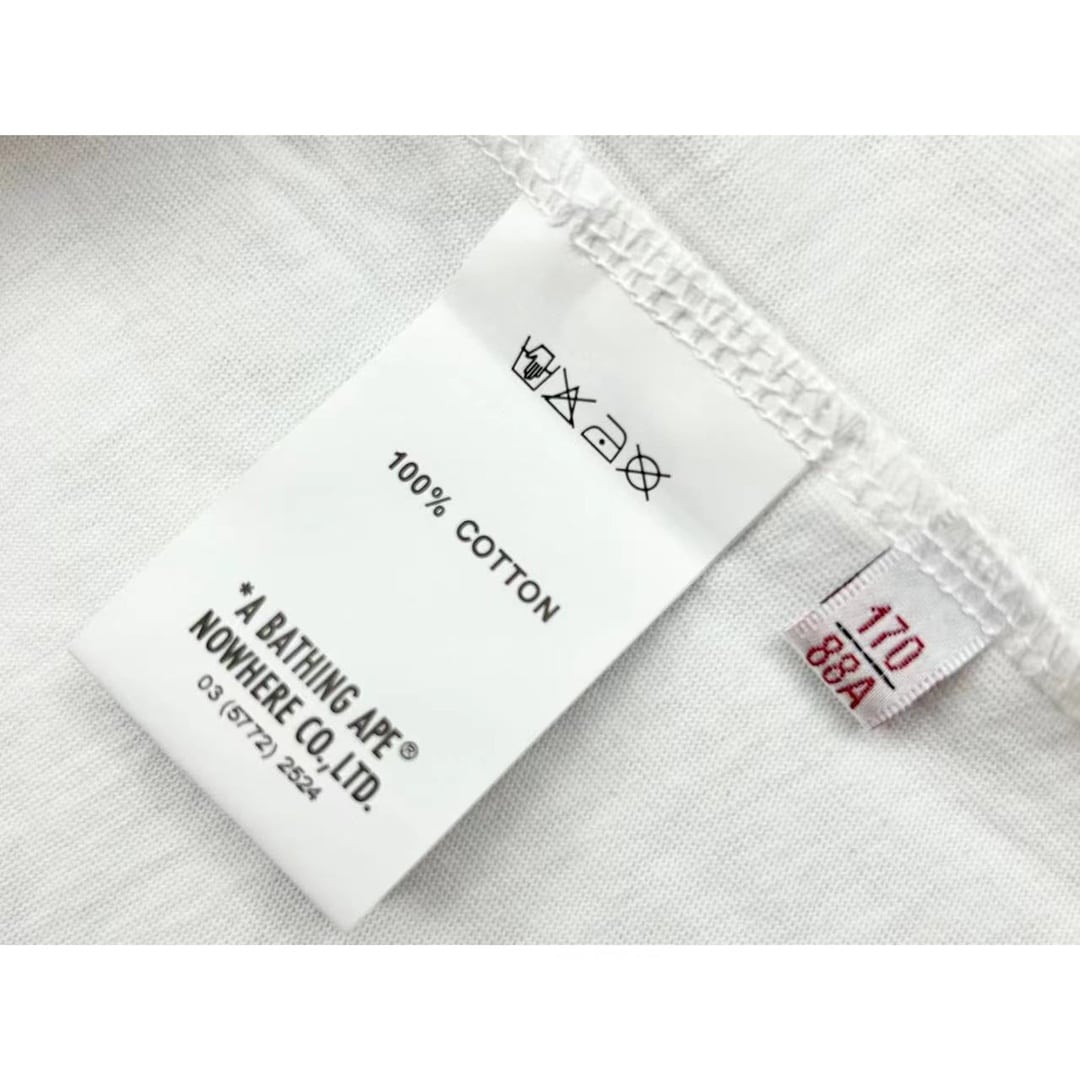 100% COTTON
*A BATHING APE®
NOWHERE CO., LTD.
03 (5772) 2524
170
88A